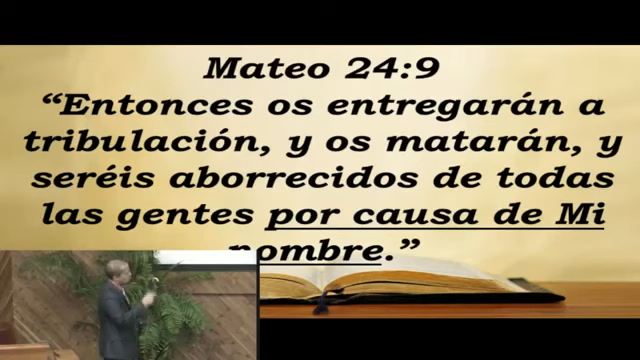 Mateo 24:9
“Entonces os entregarán a
tribulación, y os matarán, y
seréis aborrecidos de todas
las gentes por causa de Mi
nombre.”